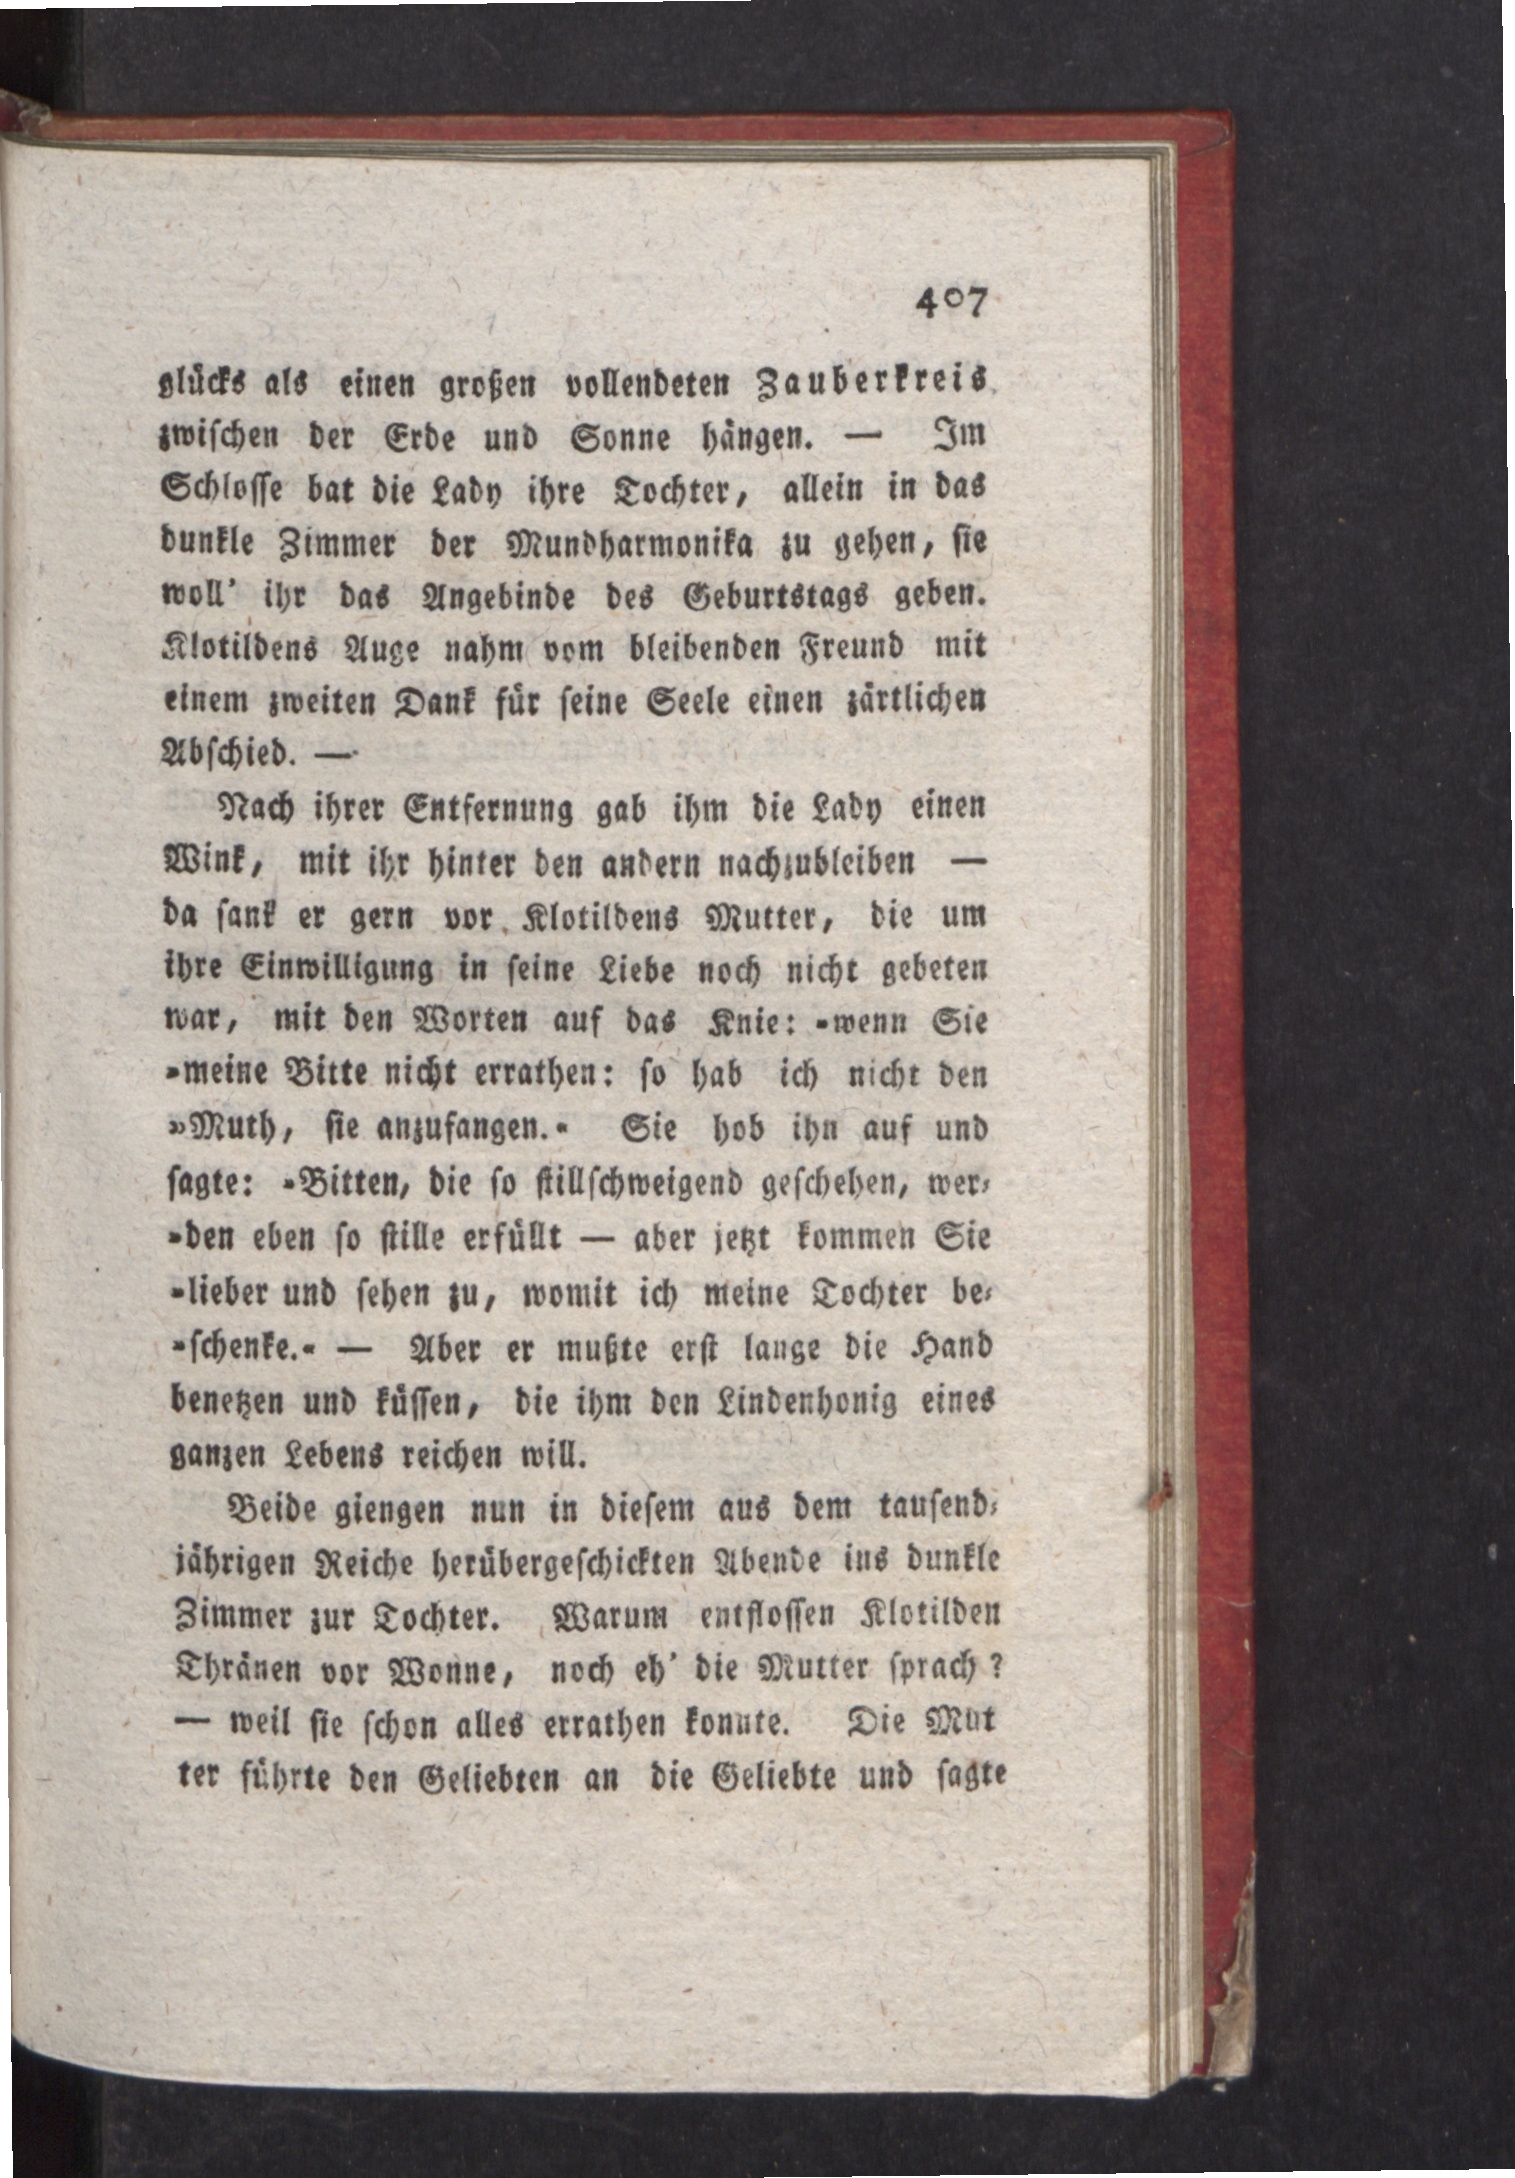 407
glücks als einen großen vollendeten Zauberkreis
zwischen der Erde und Sonne hängen. — Im
Schlosse bat die Lady ihre Tochter, allein in das
dunkle Zimmer der Mundharmonika zu gehen, sie
woll' ihr das Angebinde des Geburtstags geben.
Klotildens Auge nahm vom bleibenden Freund mit
einem zweiten Dank für seine Seele einen zärtlichen
Abschied. —
Nach ihrer Entfernung gab ihm die Lady einen
Wink, mit ihr hinter den andern nachzubleiben —
da sank er gern vor Klotildens Mutter, die um
ihre Einwilligung in seine Liebe noch nicht gebeten
war, mit den Worten auf das Knie: »wenn Sie
»meine Bitte nicht errathen: so hab ich nicht den
»Muth, sie anzufangen.« Sie hob ihn auf und
sagte: »Bitten, die so stillschweigend geschehen, wer-
»den eben so stille erfüllt — aber jetzt kommen Sie
»lieber und sehen zu, womit ich meine Tochter be-
»schenke.« — Aber er mußte erst lange die Hand
benetzen und küssen, die ihm den Lindenhonig eines
ganzen Lebens reichen will.
Beide giengen nun in diesem aus dem tausend-
jährigen Reiche herübergeschickten Abende ins dunkle
Zimmer zur Tochter. Warum entflossen Klotilden
Thränen vor Wonne, noch eh' die Mutter sprach?
— weil sie schon alles errathen konnte. Die Mut
ter führte den Geliebten an die Geliebte und sagte